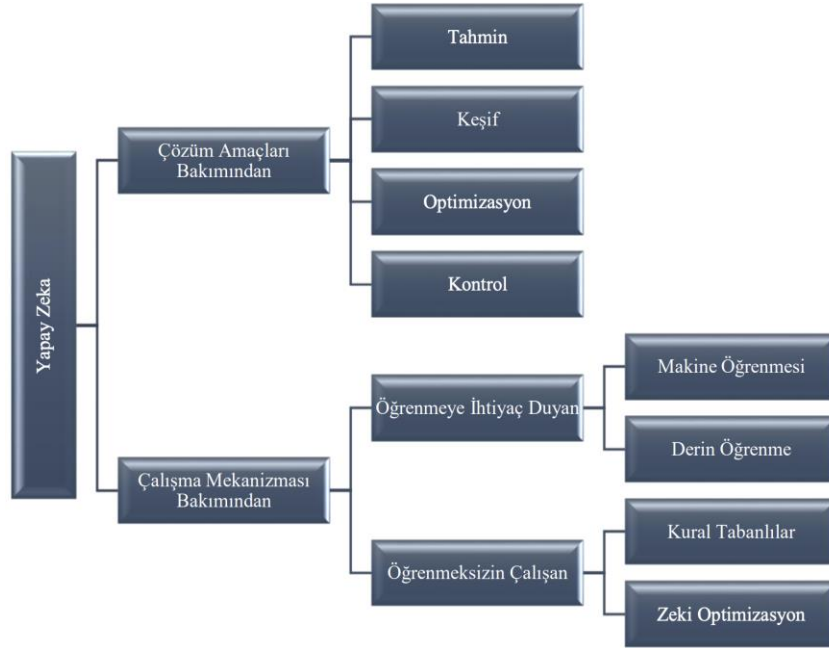 Yapay Zeka
Çözüm Amaçları
Bakımından
Tahmin
Keşif
Optimizasyon
Kontrol
Çalışma Mekanizması
Bakımından
Öğrenmeye İhtiyaç Duyan
Makine Öğrenmesi
Derin Öğrenme
Öğrenmeksizin Çalışan
Kural Tabanlılar
Zeki Optimizasyon